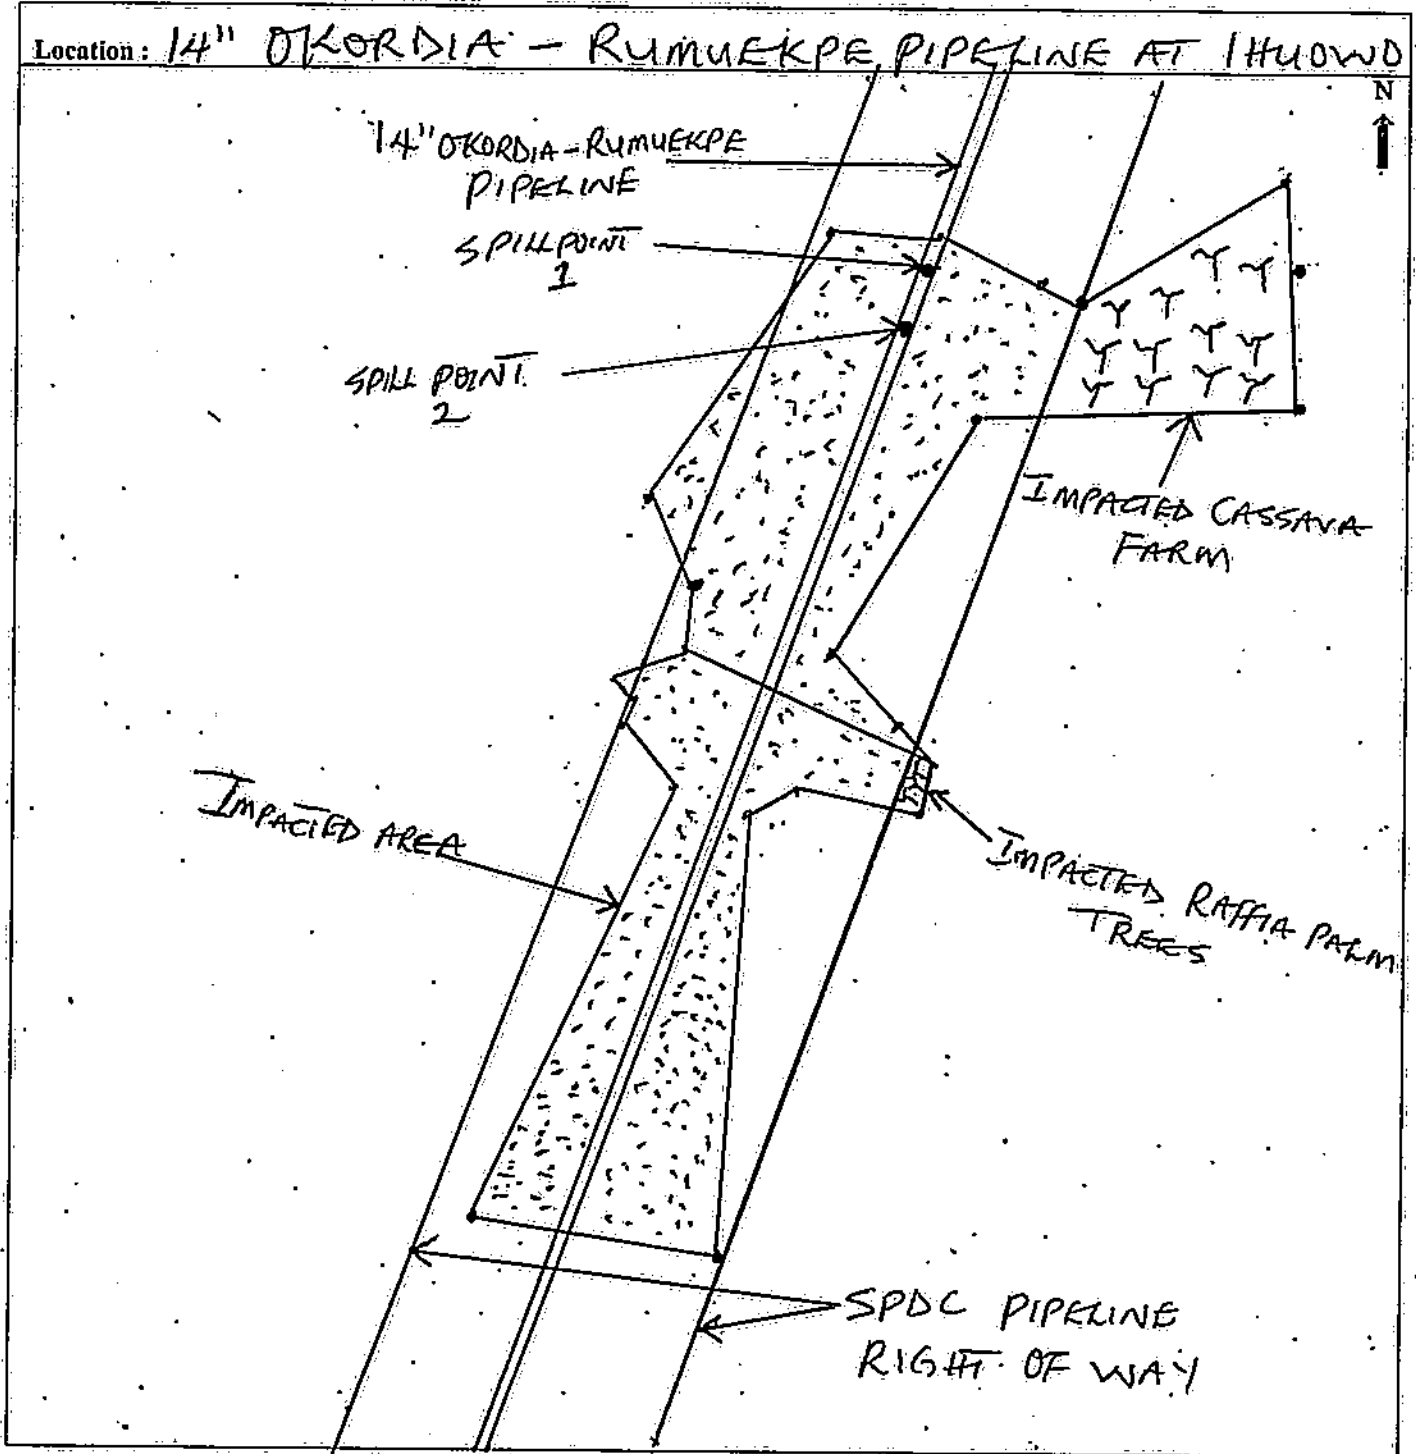 Location: 14" OKORDIA - RUMUEKPE PIPELINE AT IHUOWO
N
14" OKORDIA-RUMUEKPE
PIPELINE
SPILLPOINT
1
SPILL POINT.
2
IMPACTED CASSAVA
FARM
IMPACTED AREA
IMPACTED RAFFIA PALM
TREES
SPDC PIPELINE
RIGHT OF WAY